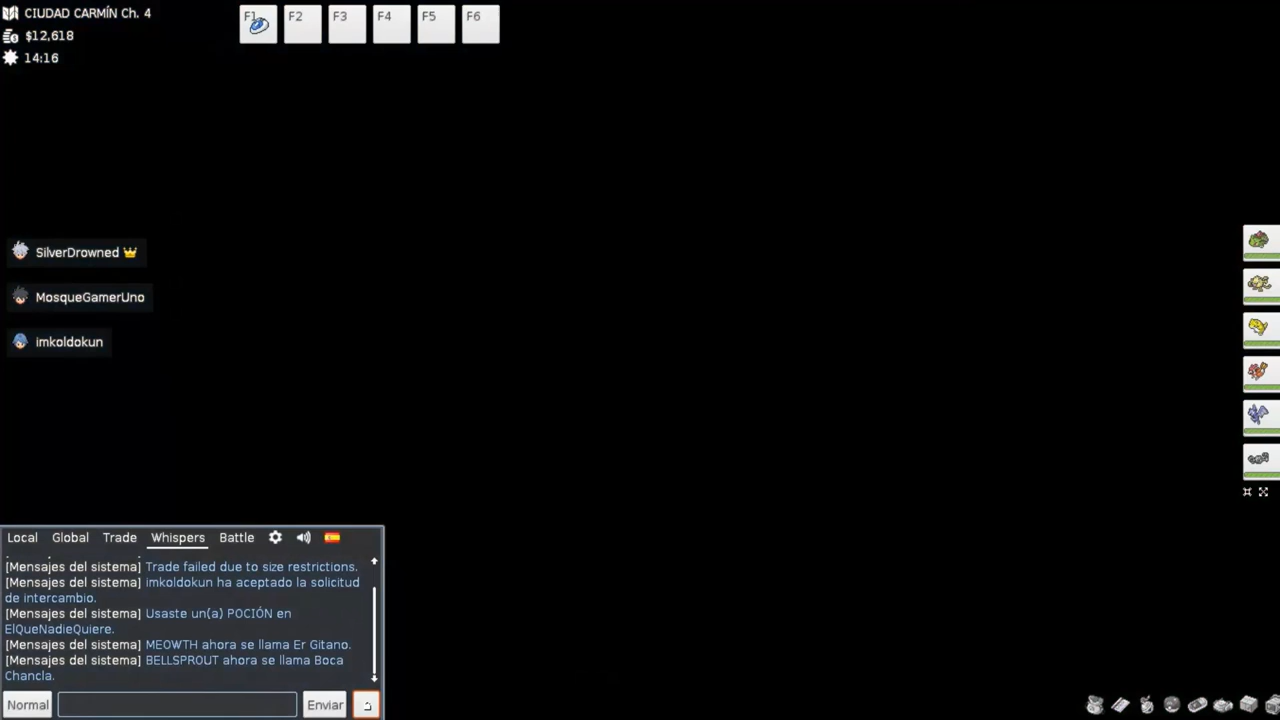 CIUDAD CARMÍN Ch. 4
$12,618
14:16
F1 F2 F3 F4 F5 F6
SilverDrowned
MosqueGamerUno
imkoldokun
Local Global Trade Whispers Battle
[Mensajes del sistema] Trade failed due to size restrictions.
[Mensajes del sistema] imkoldokun ha aceptado la solicitud
de intercambio.
[Mensajes del sistema] Usaste un(a) POCIÓN en
ElQueNadieQuiere.
[Mensajes del sistema] MEOWTH ahora se llama Er Gitano.
[Mensajes del sistema] BELLSPROUT ahora se llama Boca
Chancla.
Normal Enviar